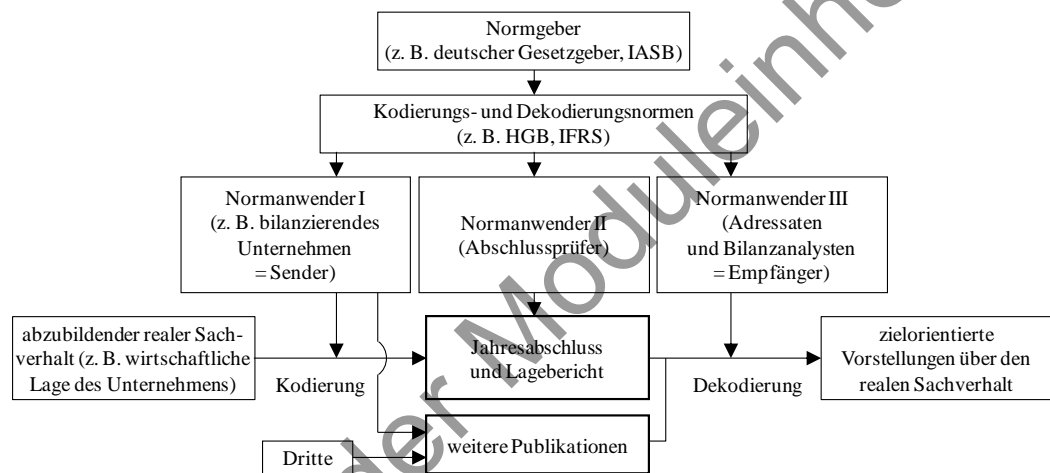 Normgeber
(z. B. deutscher Gesetzgeber, IASB)
Kodierungs- und Dekodierungsnormen
(z. B. HGB, IFRS)
Normanwender I
(z. B. bilanzierendes
Unternehmen
= Sender)
Normanwender II
(Abschlussprüfer)
Normanwender III
(Adressaten
und Bilanzanalysten
= Empfänger)
abzubildender realer Sach-
verhalt (z. B. wirtschaftliche
Lage des Unternehmens)
Kodierung
Jahresabschluss
und Lagebericht
Dekodierung
zielorientierte
Vorstellungen über den
realen Sachverhalt
weitere Publikationen
Dritte
der Moduleinh